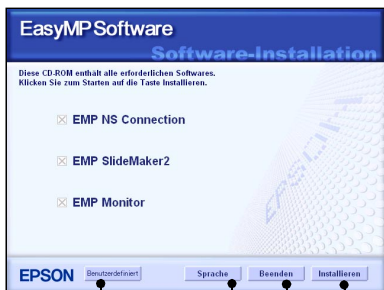 EasyMP Software
Software-Installation
Diese CD-ROM enthält alle erforderlichen Softwares.
Klicken Sie zum Starten auf die Taste Installieren.
EMP NS Connection
EMP SlideMaker2
EMP Monitor
EPSON
EPSON Benutzerdefiniert Sprache Beenden Installieren